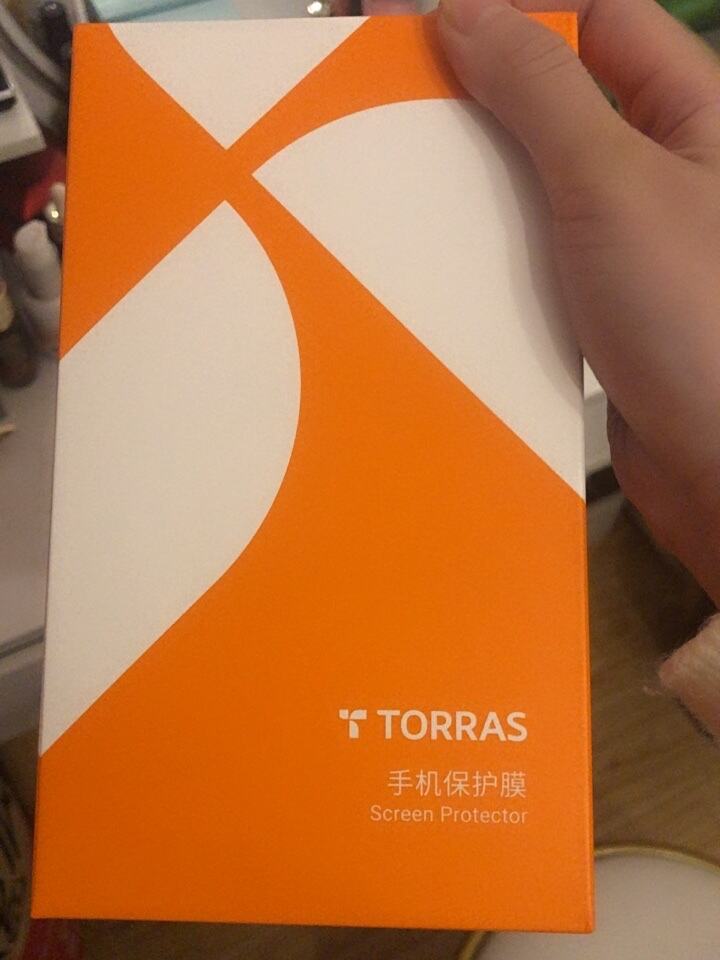 TORRAS
手机保护膜
Screen Protector